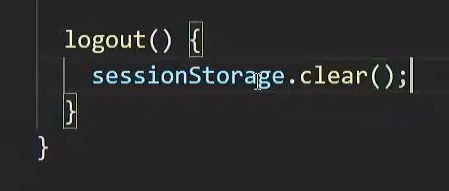 logout() {
sessionStorage.clear();
}
}